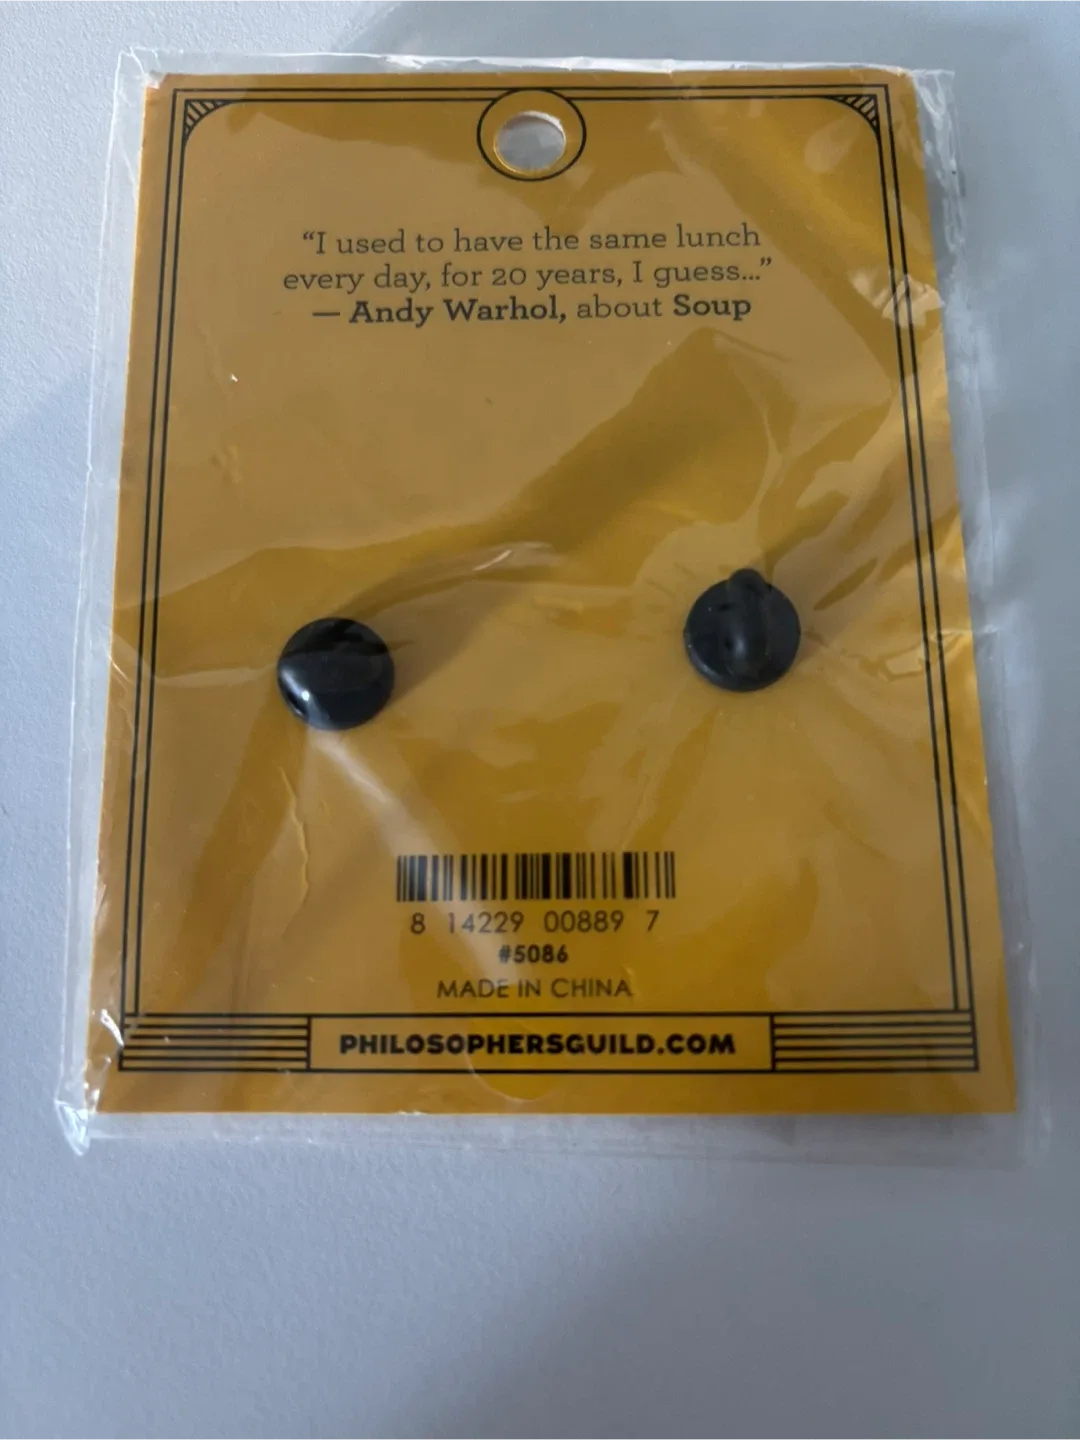 “I used to have the same lunch
every day, for 20 years, I guess...”
— Andy Warhol, about Soup
8 14229 00889 7
#5086
MADE IN CHINA
PHILOSOPHERSGUILD.COM